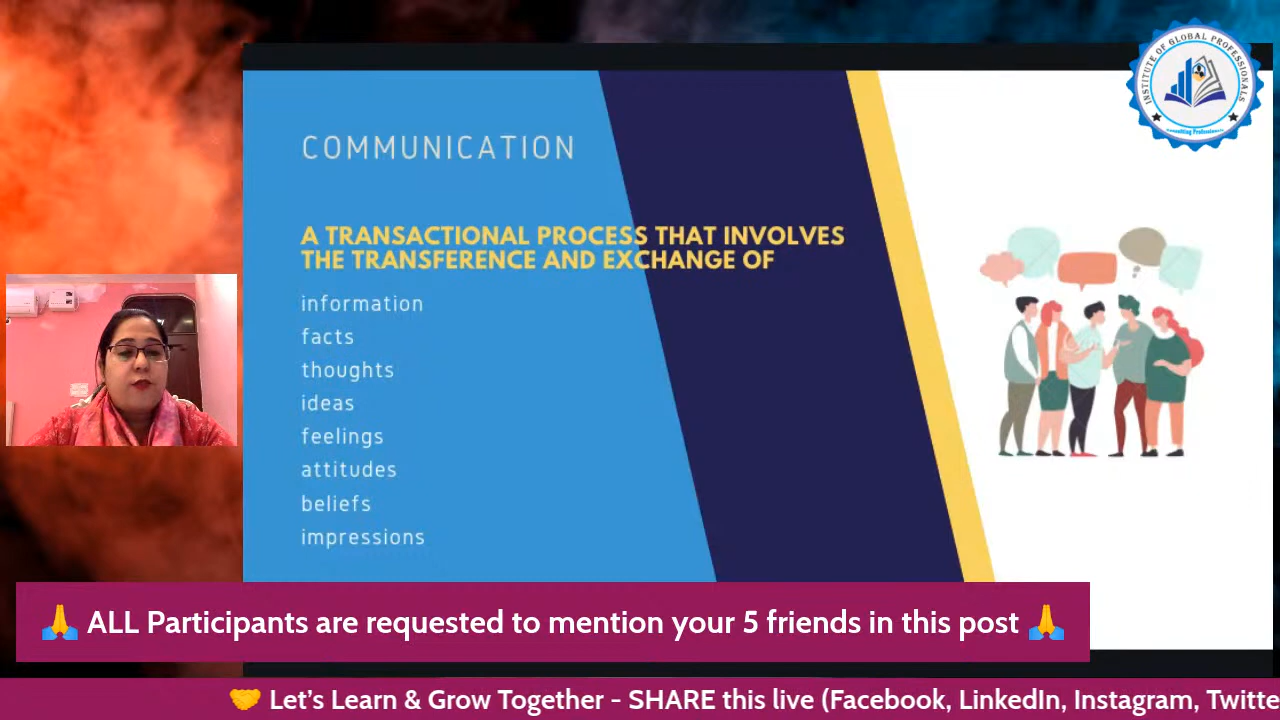 COMMUNICATION
A TRANSACTIONAL PROCESS THAT INVOLVES
THE TRANSFERENCE AND EXCHANGE OF
information
facts
thoughts
ideas
feelings
attitudes
beliefs
impressions
INSTITUTE OF GLOBAL PROFESSIONALS
Consulting Professionals
🙏 ALL Participants are requested to mention your 5 friends in this post 🙏
🤝 Let's Learn & Grow Together - SHARE this live (Facebook, LinkedIn, Instagram, Twitte